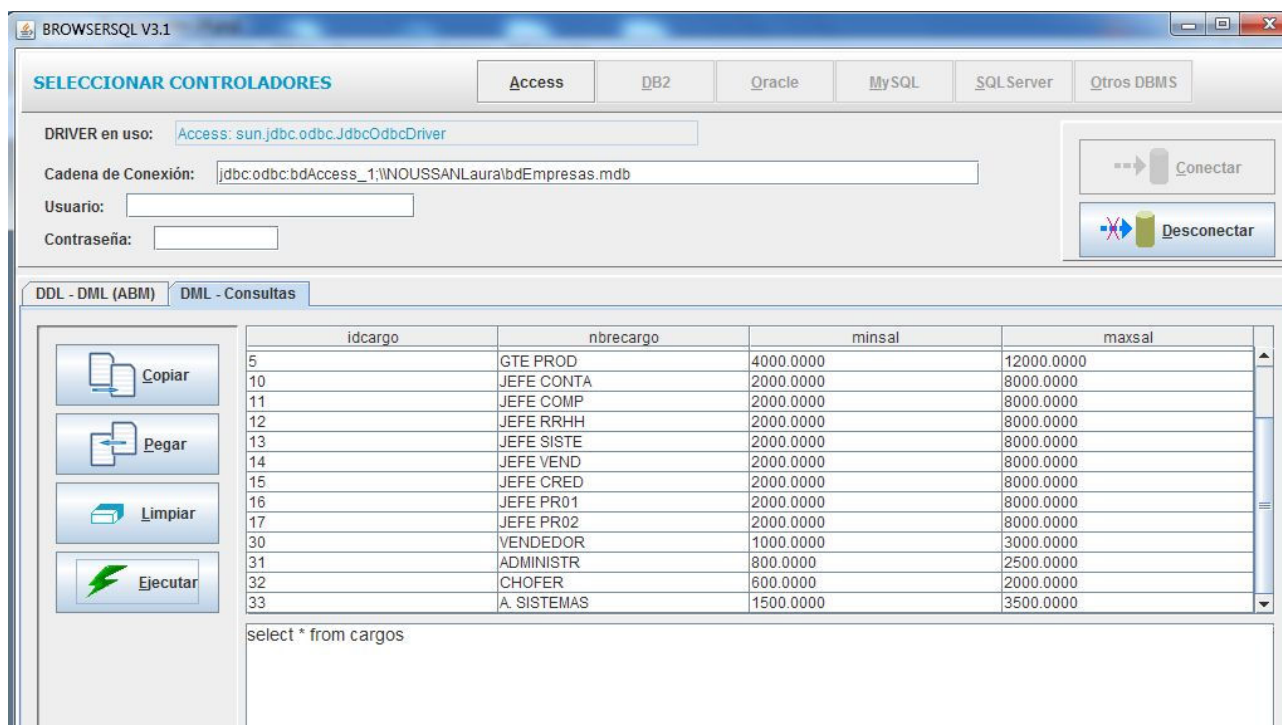 BROWSERSQL V3.1
SELECCIONAR CONTROLADORES Access DB2 Oracle MySQL SQLServer Otros DBMS
DRIVER en uso: Access: sun.jdbc.odbc.JdbcOdbcDriver
Cadena de Conexión: jdbc:odbc:bdAccess_1;\\NOUSSANLaura\bdEmpresas.mdb
Conectar
Usuario:
Contraseña:
Desconectar
DDL - DML (ABM) DML - Consultas
Copiar
Pegar
Limpiar
Ejecutar
idcargo nbrecargo minsal maxsal
5 GTE PROD 4000.0000 12000.0000
10 JEFE CONTA 2000.0000 8000.0000
11 JEFE COMP 2000.0000 8000.0000
12 JEFE RRHH 2000.0000 8000.0000
13 JEFE SISTE 2000.0000 8000.0000
14 JEFE VEND 2000.0000 8000.0000
15 JEFE CRED 2000.0000 8000.0000
16 JEFE PR01 2000.0000 8000.0000
17 JEFE PR02 2000.0000 8000.0000
30 VENDEDOR 1000.0000 3000.0000
31 ADMINISTR 800.0000 2500.0000
32 CHOFER 600.0000 2000.0000
33 A. SISTEMAS 1500.0000 3500.0000
select * from cargos